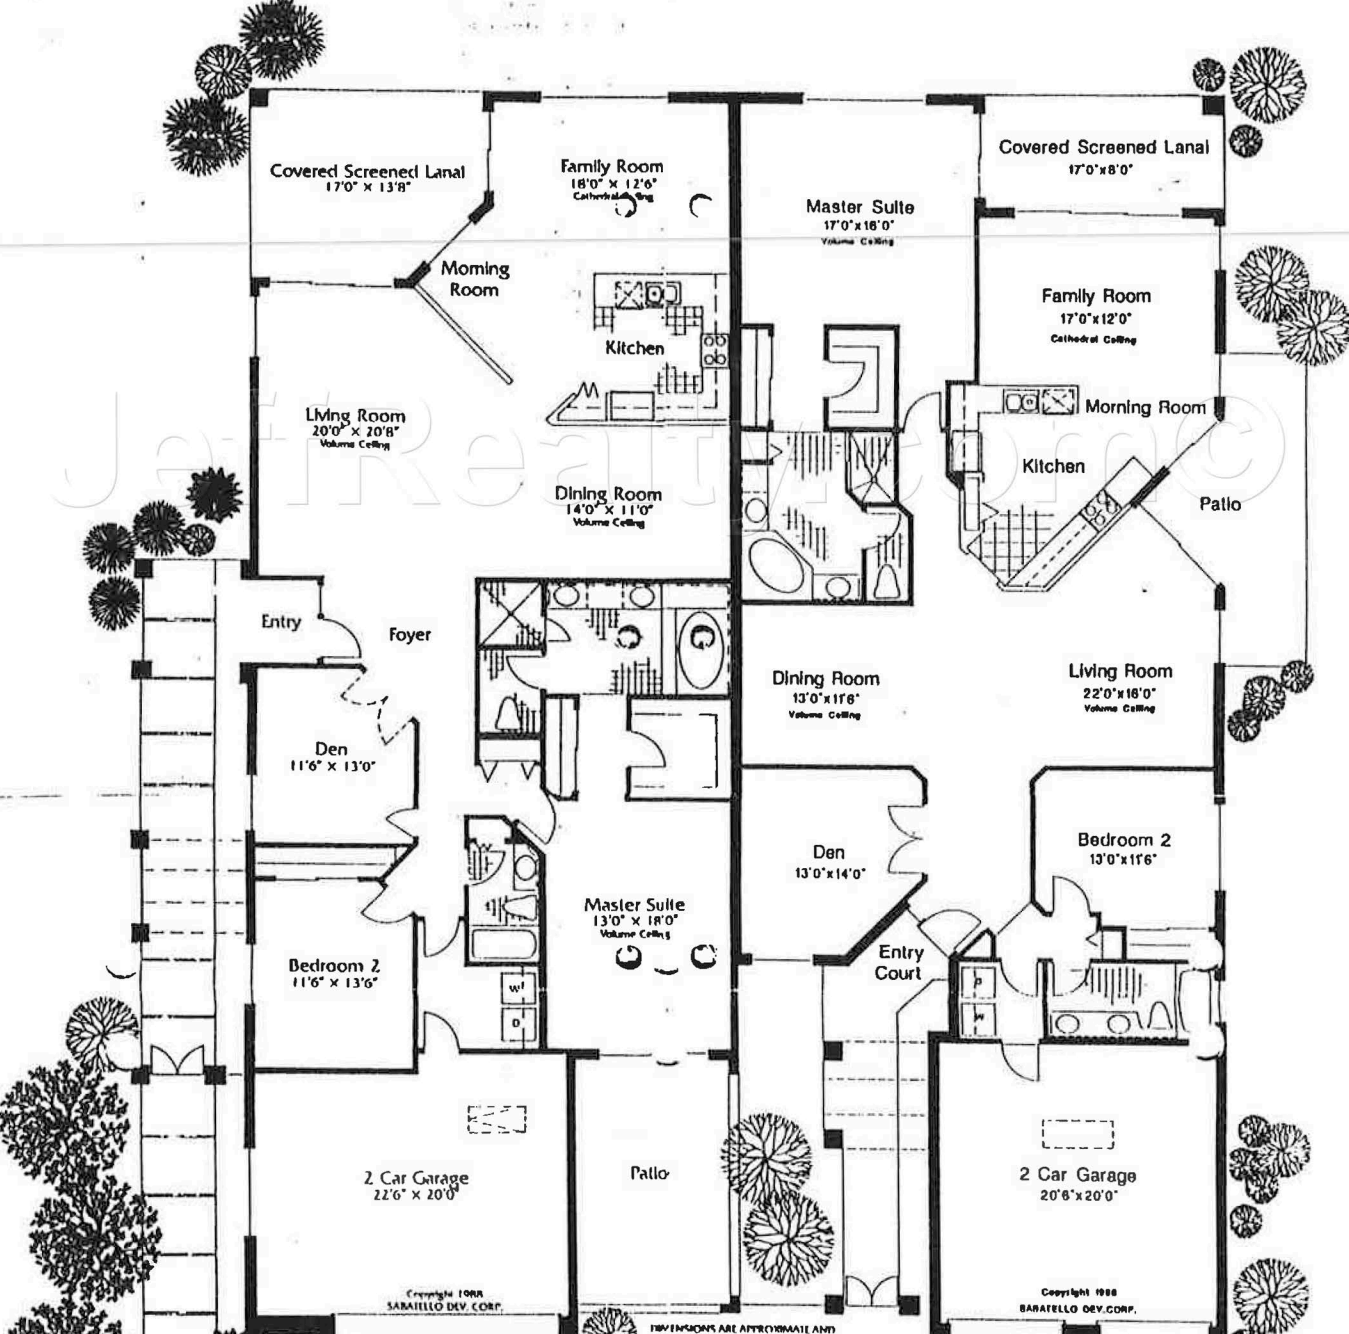 Covered Screened Lanai
17'0" X 13'8"
Family Room
18'0" X 12'6"
Morning
Room
Kitchen
Living Room
20'0" X 20'8"
Volume Ceiling
Dining Room
14'0" X 11'0"
Volume Ceiling
Entry
Foyer
Den
11'6" X 13'0"
Master Suite
13'0" X 18'0"
Volume Ceiling
Bedroom 2
11'6" X 13'6"
W
D
2 Car Garage
22'6" X 20'0"
Patio
Copyright 1988
SABATELLO DEV. CORP.
Master Suite
17'0"x16'0"
Volume Ceiling
Covered Screened Lanai
17'0"x8'0"
Family Room
17'0"x12'0"
Cathedral Ceiling
Morning Room
Kitchen
Patio
Dining Room
13'0"x11'6"
Volume Ceiling
Living Room
22'0"x16'0"
Volume Ceiling
Den
13'0"x14'0"
Bedroom 2
13'0"x11'6"
Entry
Court
D
W
2 Car Garage
20'6"x20'0"
Copyright 1988
SABATELLO DEV. CORP.
DIMENSIONS ARE APPROXIMATE AND
JeffRealty.com©